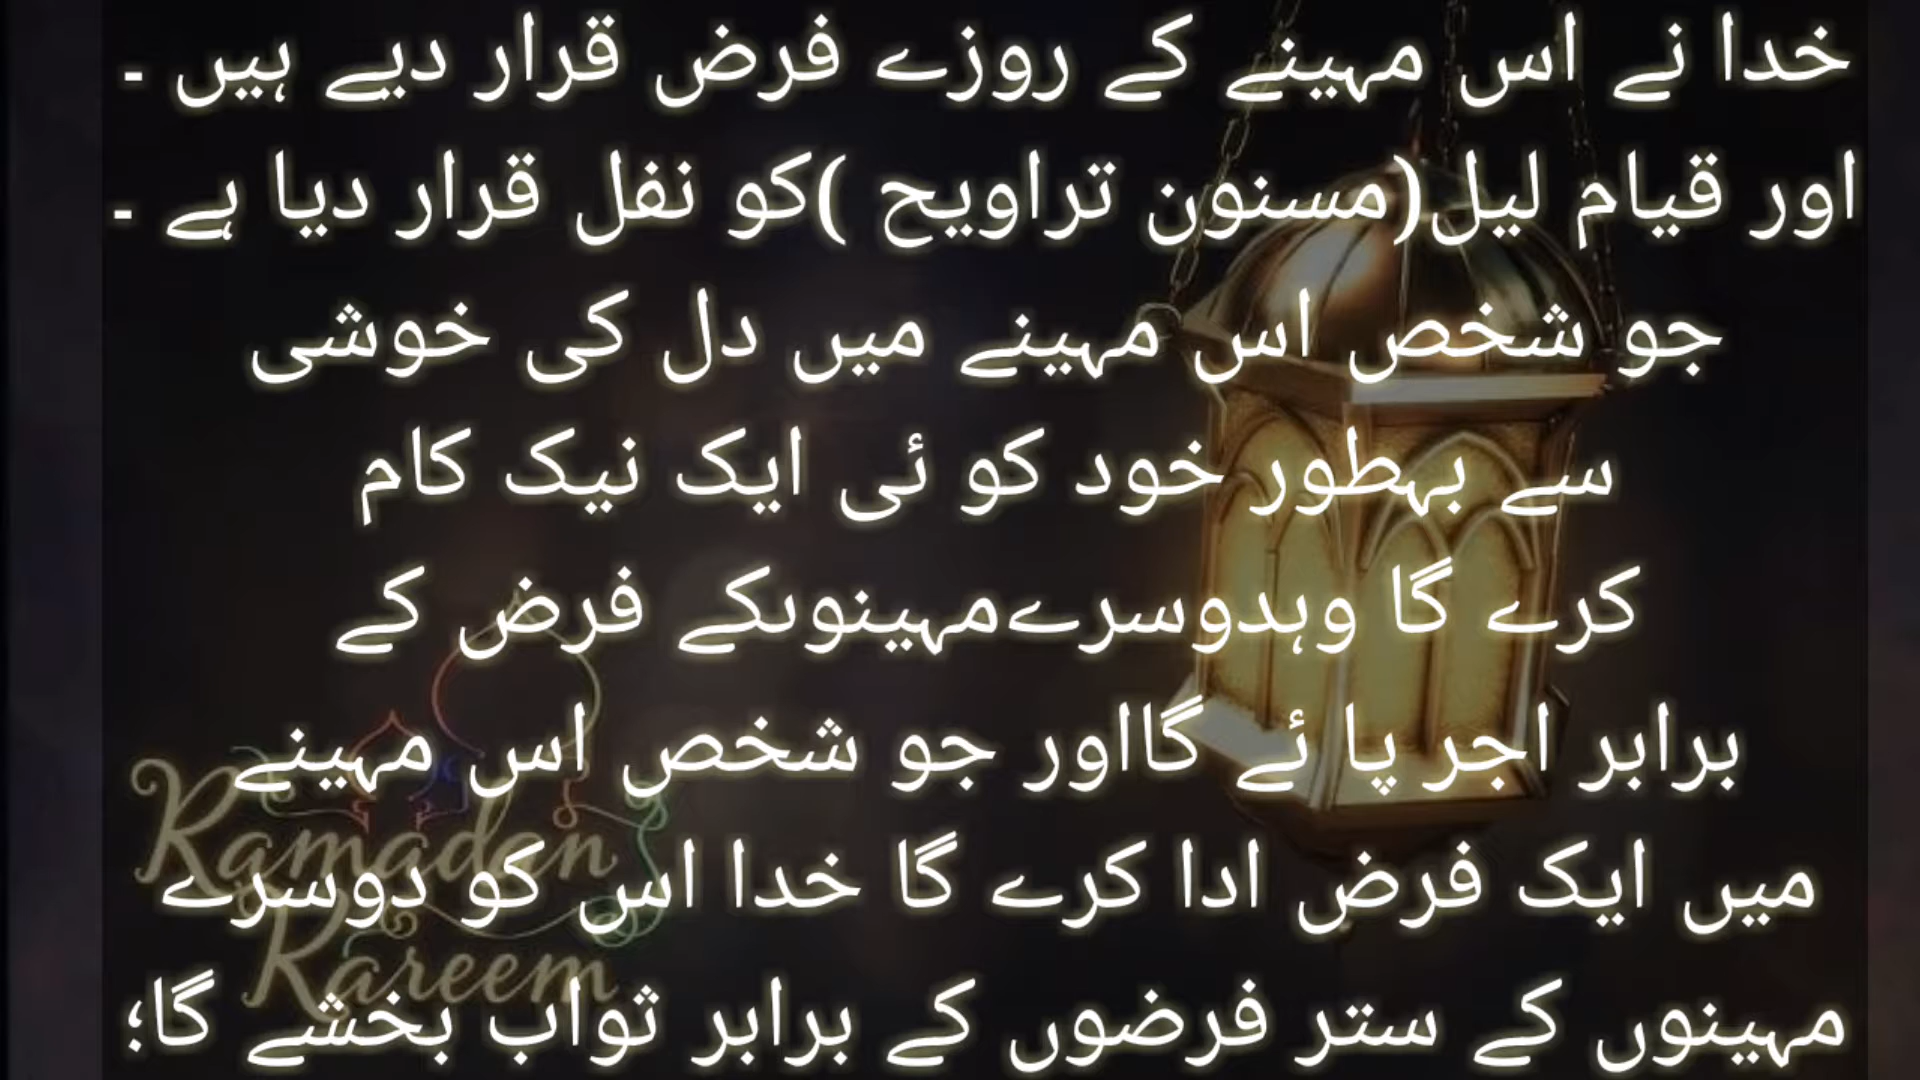 خدا نے اس مہینے کے روزے فرض قرار دیے ہیں ۔
اور قیام لیل(مسنون تراویح )کو نفل قرار دیا ہے ۔
جو شخص اس مہینے میں دل کی خوشی
سے بہطور خود کو ئی ایک نیک کام
کرے گا وہدوسرےمہینوںکے فرض کے
برابر اجر پا ئے گااور جو شخص اس مہینے
میں ایک فرض ادا کرے گا خدا اس کو دوسرے
مہینوں کے ستر فرضوں کے برابر ثواب بخشے گا؛
Ramadan
Kareem